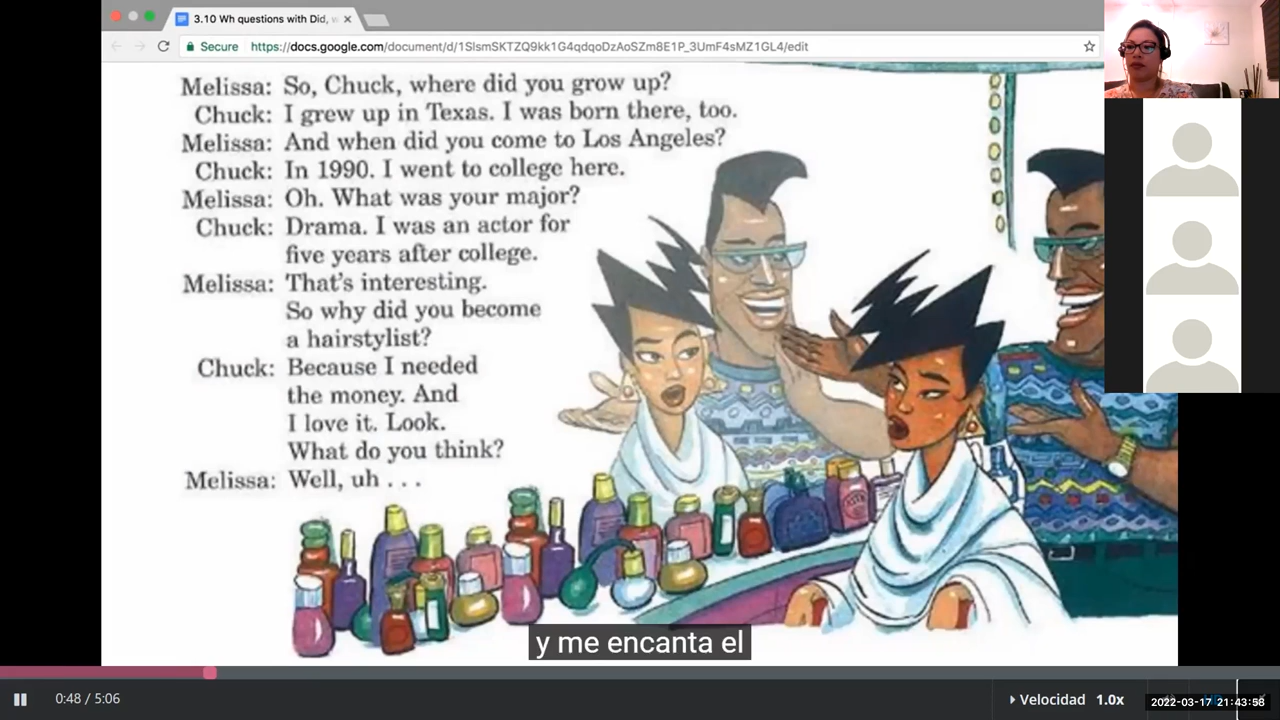 3.10 Wh questions with Did, w
Secure https://docs.google.com/document/d/1SlsmSKTZQ9kk1G4qdqoDzAoSZm8E1P_3UmF4sMZ1GL4/edit
Melissa: So, Chuck, where did you grow up?
Chuck: I grew up in Texas. I was born there, too.
Melissa: And when did you come to Los Angeles?
Chuck: In 1990. I went to college here.
Melissa: Oh. What was your major?
Chuck: Drama. I was an actor for
five years after college.
Melissa: That's interesting.
So why did you become
a hairstylist?
Chuck: Because I needed
the money. And
I love it. Look.
What do you think?
Melissa: Well, uh . . .
y me encanta el
0:48 / 5:06
Velocidad 1.0x
2022-03-17 21:43:58